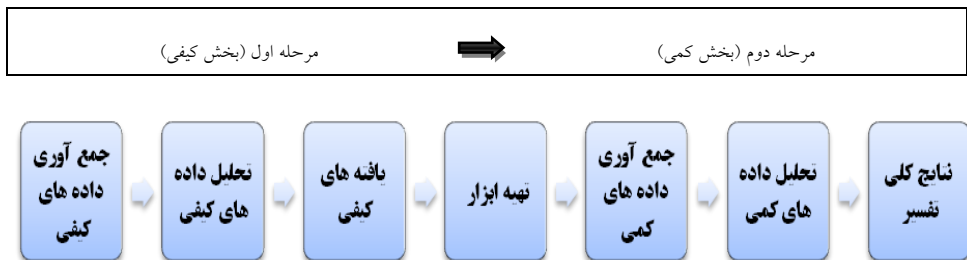 مرحله اول (بخش کیفی)
مرحله دوم (بخش کمی)
جمع آوری
داده های
کیفی
تحلیل داده
های کیفی
یافته های
کیفی
تهیه ابزار
جمع آوری
داده های
کمی
تحلیل داده
های کمی
نتایج کلی
تفسیر